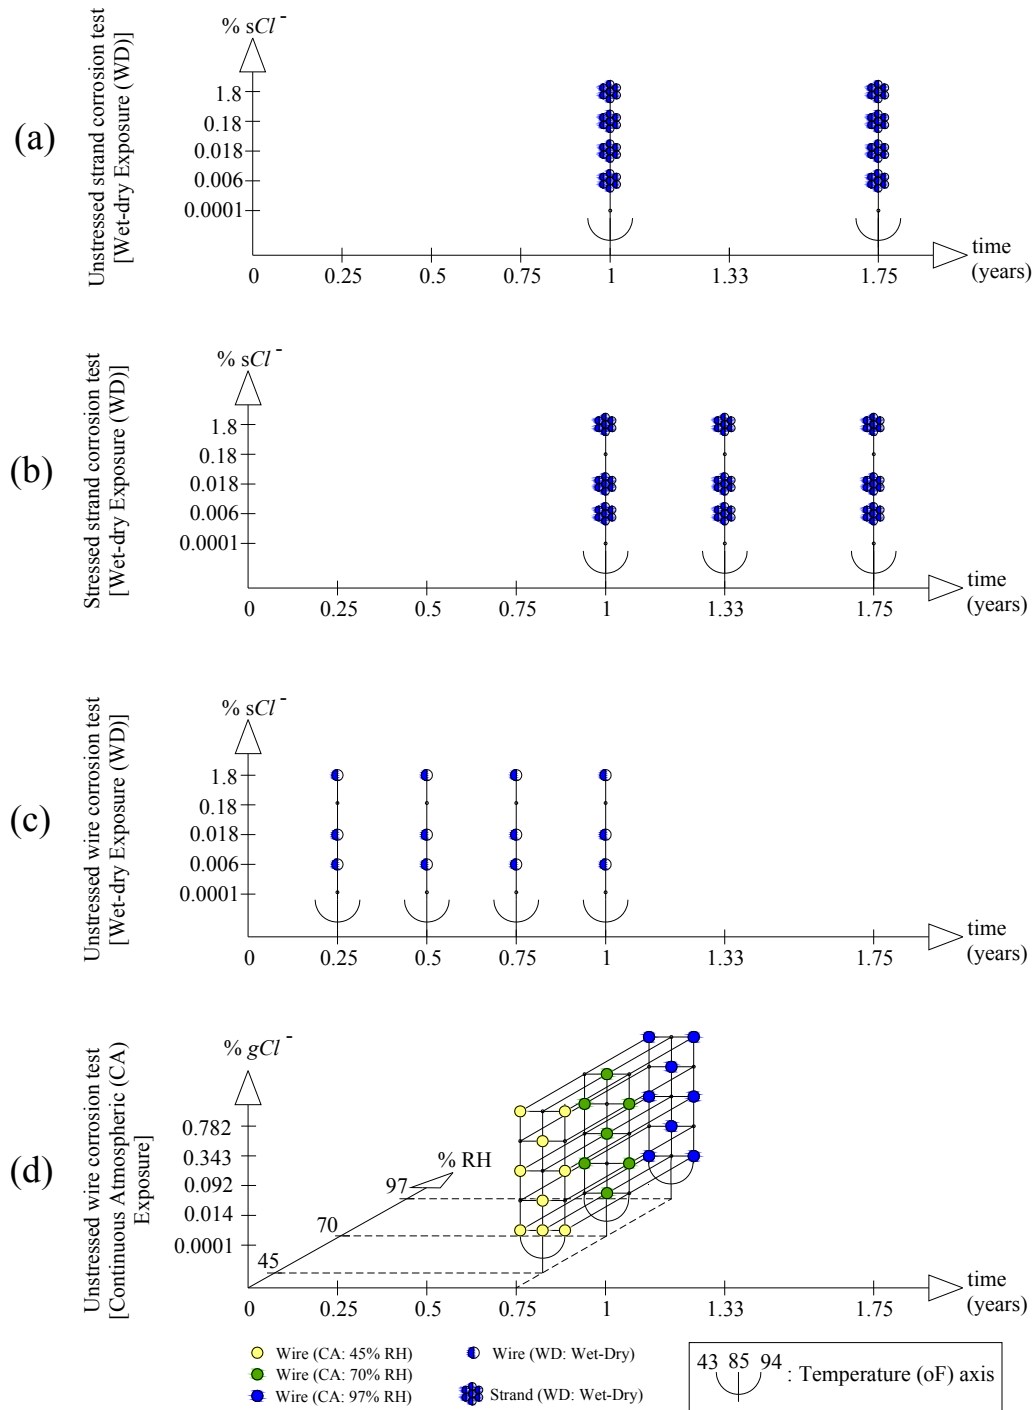 (a)
Unstressed strand corrosion test
[Wet-dry Exposure (WD)]
% sCl -
1.8
0.18
0.018
0.006
0.0001
0 0.25 0.5 0.75 1 1.33 1.75
time
(years)
(b)
Stressed strand corrosion test
[Wet-dry Exposure (WD)]
% sCl -
1.8
0.18
0.018
0.006
0.0001
0 0.25 0.5 0.75 1 1.33 1.75
time
(years)
(c)
Unstressed wire corrosion test
[Wet-dry Exposure (WD)]
% sCl -
1.8
0.18
0.018
0.006
0.0001
0 0.25 0.5 0.75 1 1.33 1.75
time
(years)
(d)
Unstressed wire corrosion test
[Continuous Atmospheric (CA)
Exposure]
% gCl -
0.782
0.343
0.092
0.014
0.0001
% RH
97
70
45
0 0.25 0.5 0.75 1 1.33 1.75
time
(years)
Wire (CA: 45% RH)
Wire (CA: 70% RH)
Wire (CA: 97% RH)
Wire (WD: Wet-Dry)
Strand (WD: Wet-Dry)
43 85 94 : Temperature (oF) axis